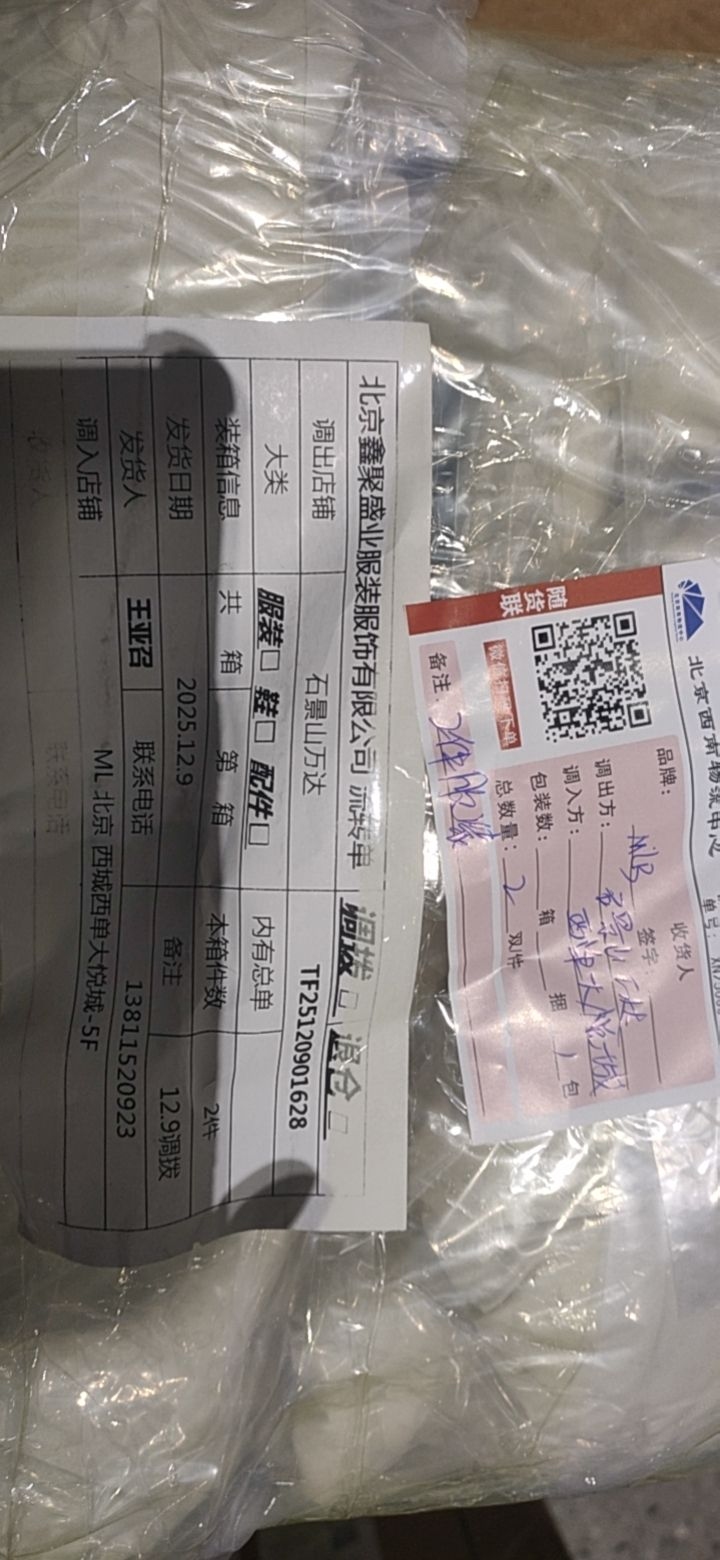 北京鑫聚盛业服装服饰有限公司 流转单 调拨□ 退仓□
调出店铺 石景山万达 TF25120901628
大类 服装□ 鞋□ 配件□ 内有总单
装箱信息 共 箱 第 箱 本箱件数 2件
发货日期 2025.12.9 备注 12.9调拨
发货人 王亚召 联系电话 13811520923
调入店铺 ML-北京 西城西单大悦城-5F
收货人 联系电话
北京西南物流中心
单号:
收货人
品牌: MLB 签字:
调出方: 石景山万达
调入方: 西单大悦城
包装数: 箱 捆 1 包
总数量: 2 双\件
备注: 2件
随货联